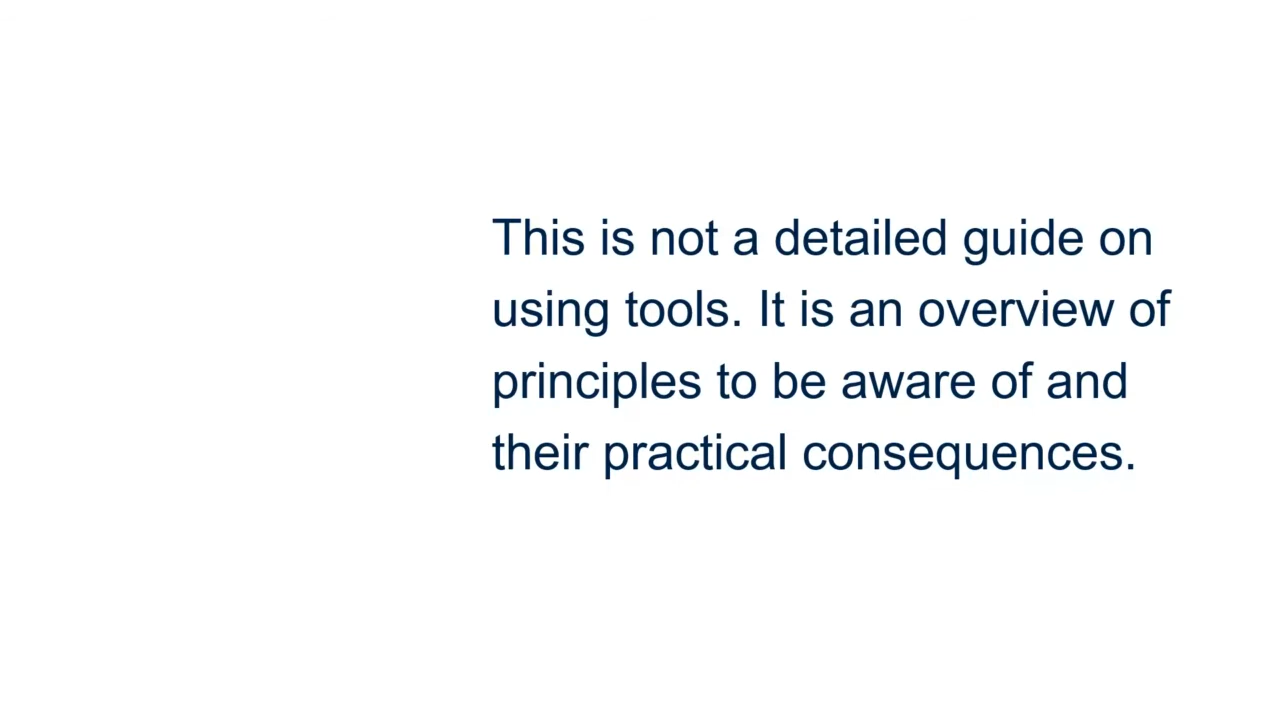 This is not a detailed guide on
using tools. It is an overview of
principles to be aware of and
their practical consequences.